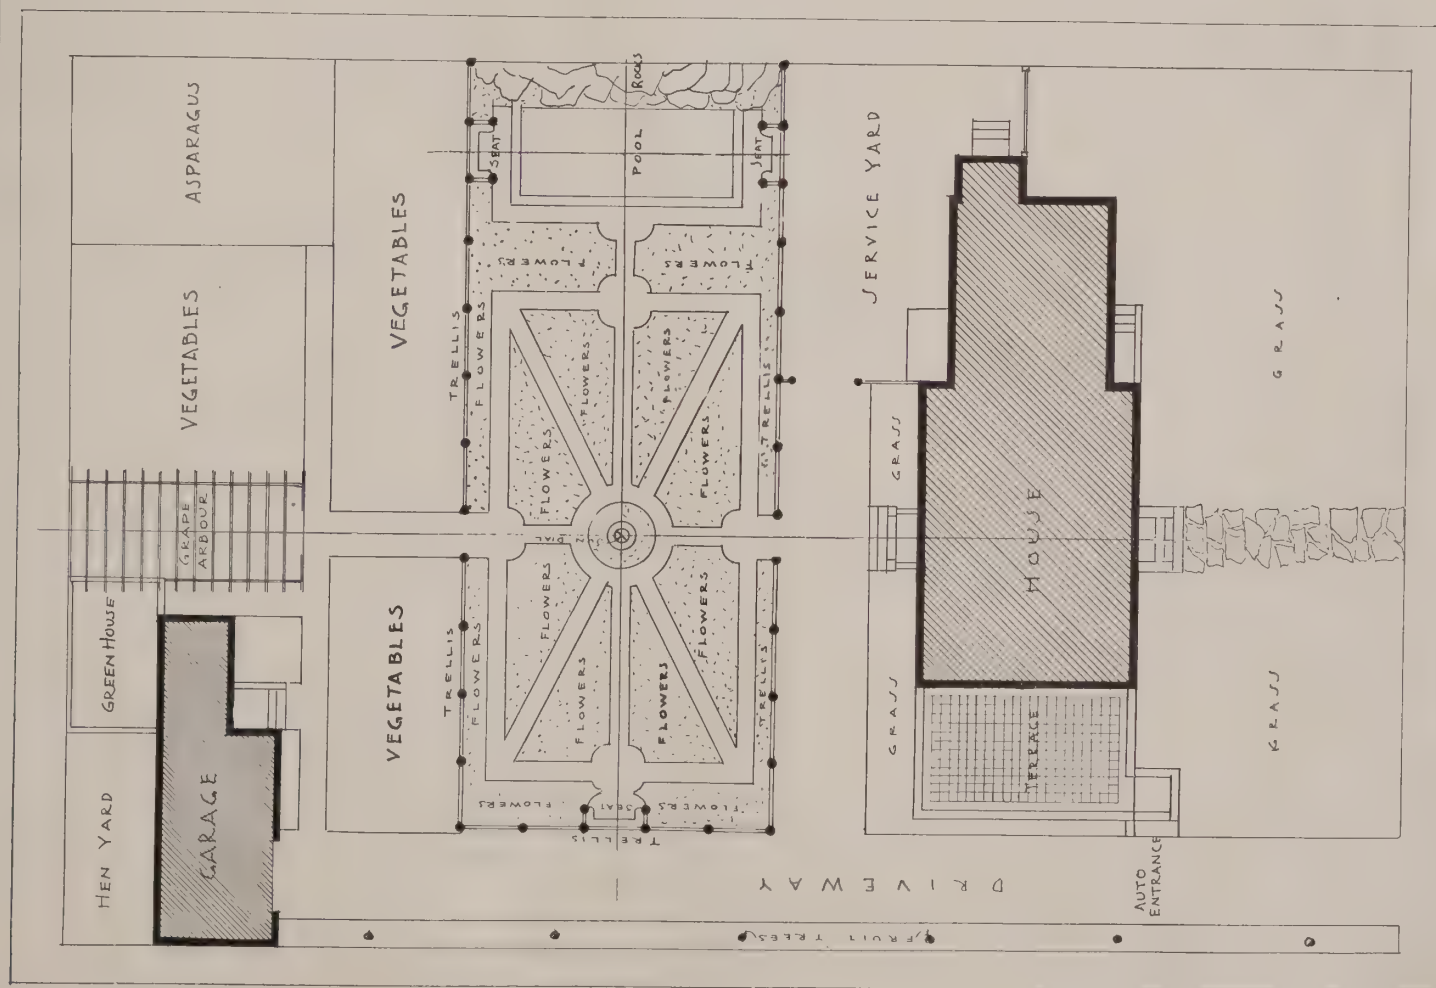 ASPARAGUS
VEGETABLES
GRAPE
ARBOUR
GREEN HOUSE
HEN YARD
GARAGE
VEGETABLES
VEGETABLES
TRELLIS
FLOWERS
TRELLIS
FLOWERS
ROCKS
POOL
SEAT
SEAT
FLOWERS
FLOWERS
FLOWERS
FLOWERS
FLOWERS
FLOWERS
DIAL
FLOWERS
FLOWERS
FLOWERS
FLOWERS
TRELLIS
TRELLIS
FLOWERS
SEAT
FLOWERS
TRELLIS
SERVICE YARD
GRASS
GRASS
HOUSE
TERRACE
GRASS
GRASS
DRIVEWAY
AUTO
ENTRANCE
FRUIT TREES